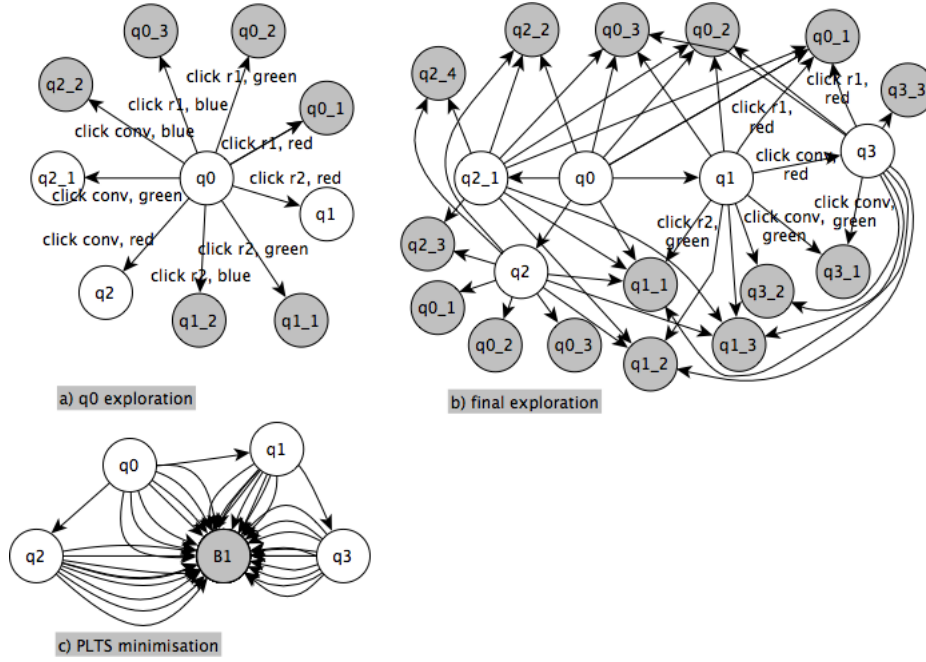 q0_3
q0_2
q2_2
q0_1
click r1, green
click r1, blue
click conv, blue
click r1, red
q2_1
q0
click r2, red
click conv, green
q1
click conv, red
click r2, green
click r2, blue
q2
q1_2
q1_1
a) q0 exploration
q2_2
q0_3
q0_2
q0_1
q2_4
q3_3
click r1,
red
click r1,
red
q3
click conv,
red
q2_1
q0
q1
click r2,
green
click conv,
green
click conv,
green
q2_3
q2
q1_1
q3_2
q3_1
q0_1
q0_2
q0_3
q1_2
q1_3
b) final exploration
q0
q1
q2
B1
q3
c) PLTS minimisation